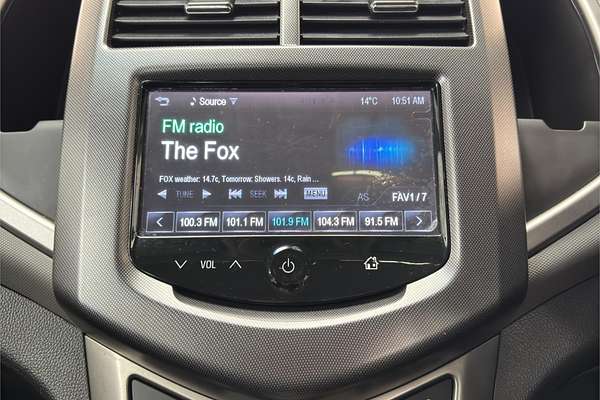 Source 14°C 10:51 AM
FM radio
The Fox
FOX weather: 14.7c, Tomorrow: Showers. 14c, Rain ...
TUNE SEEK MENU AS FAV1/7
100.3 FM 101.1 FM 101.9 FM 104.3 FM 91.5 FM
VOL